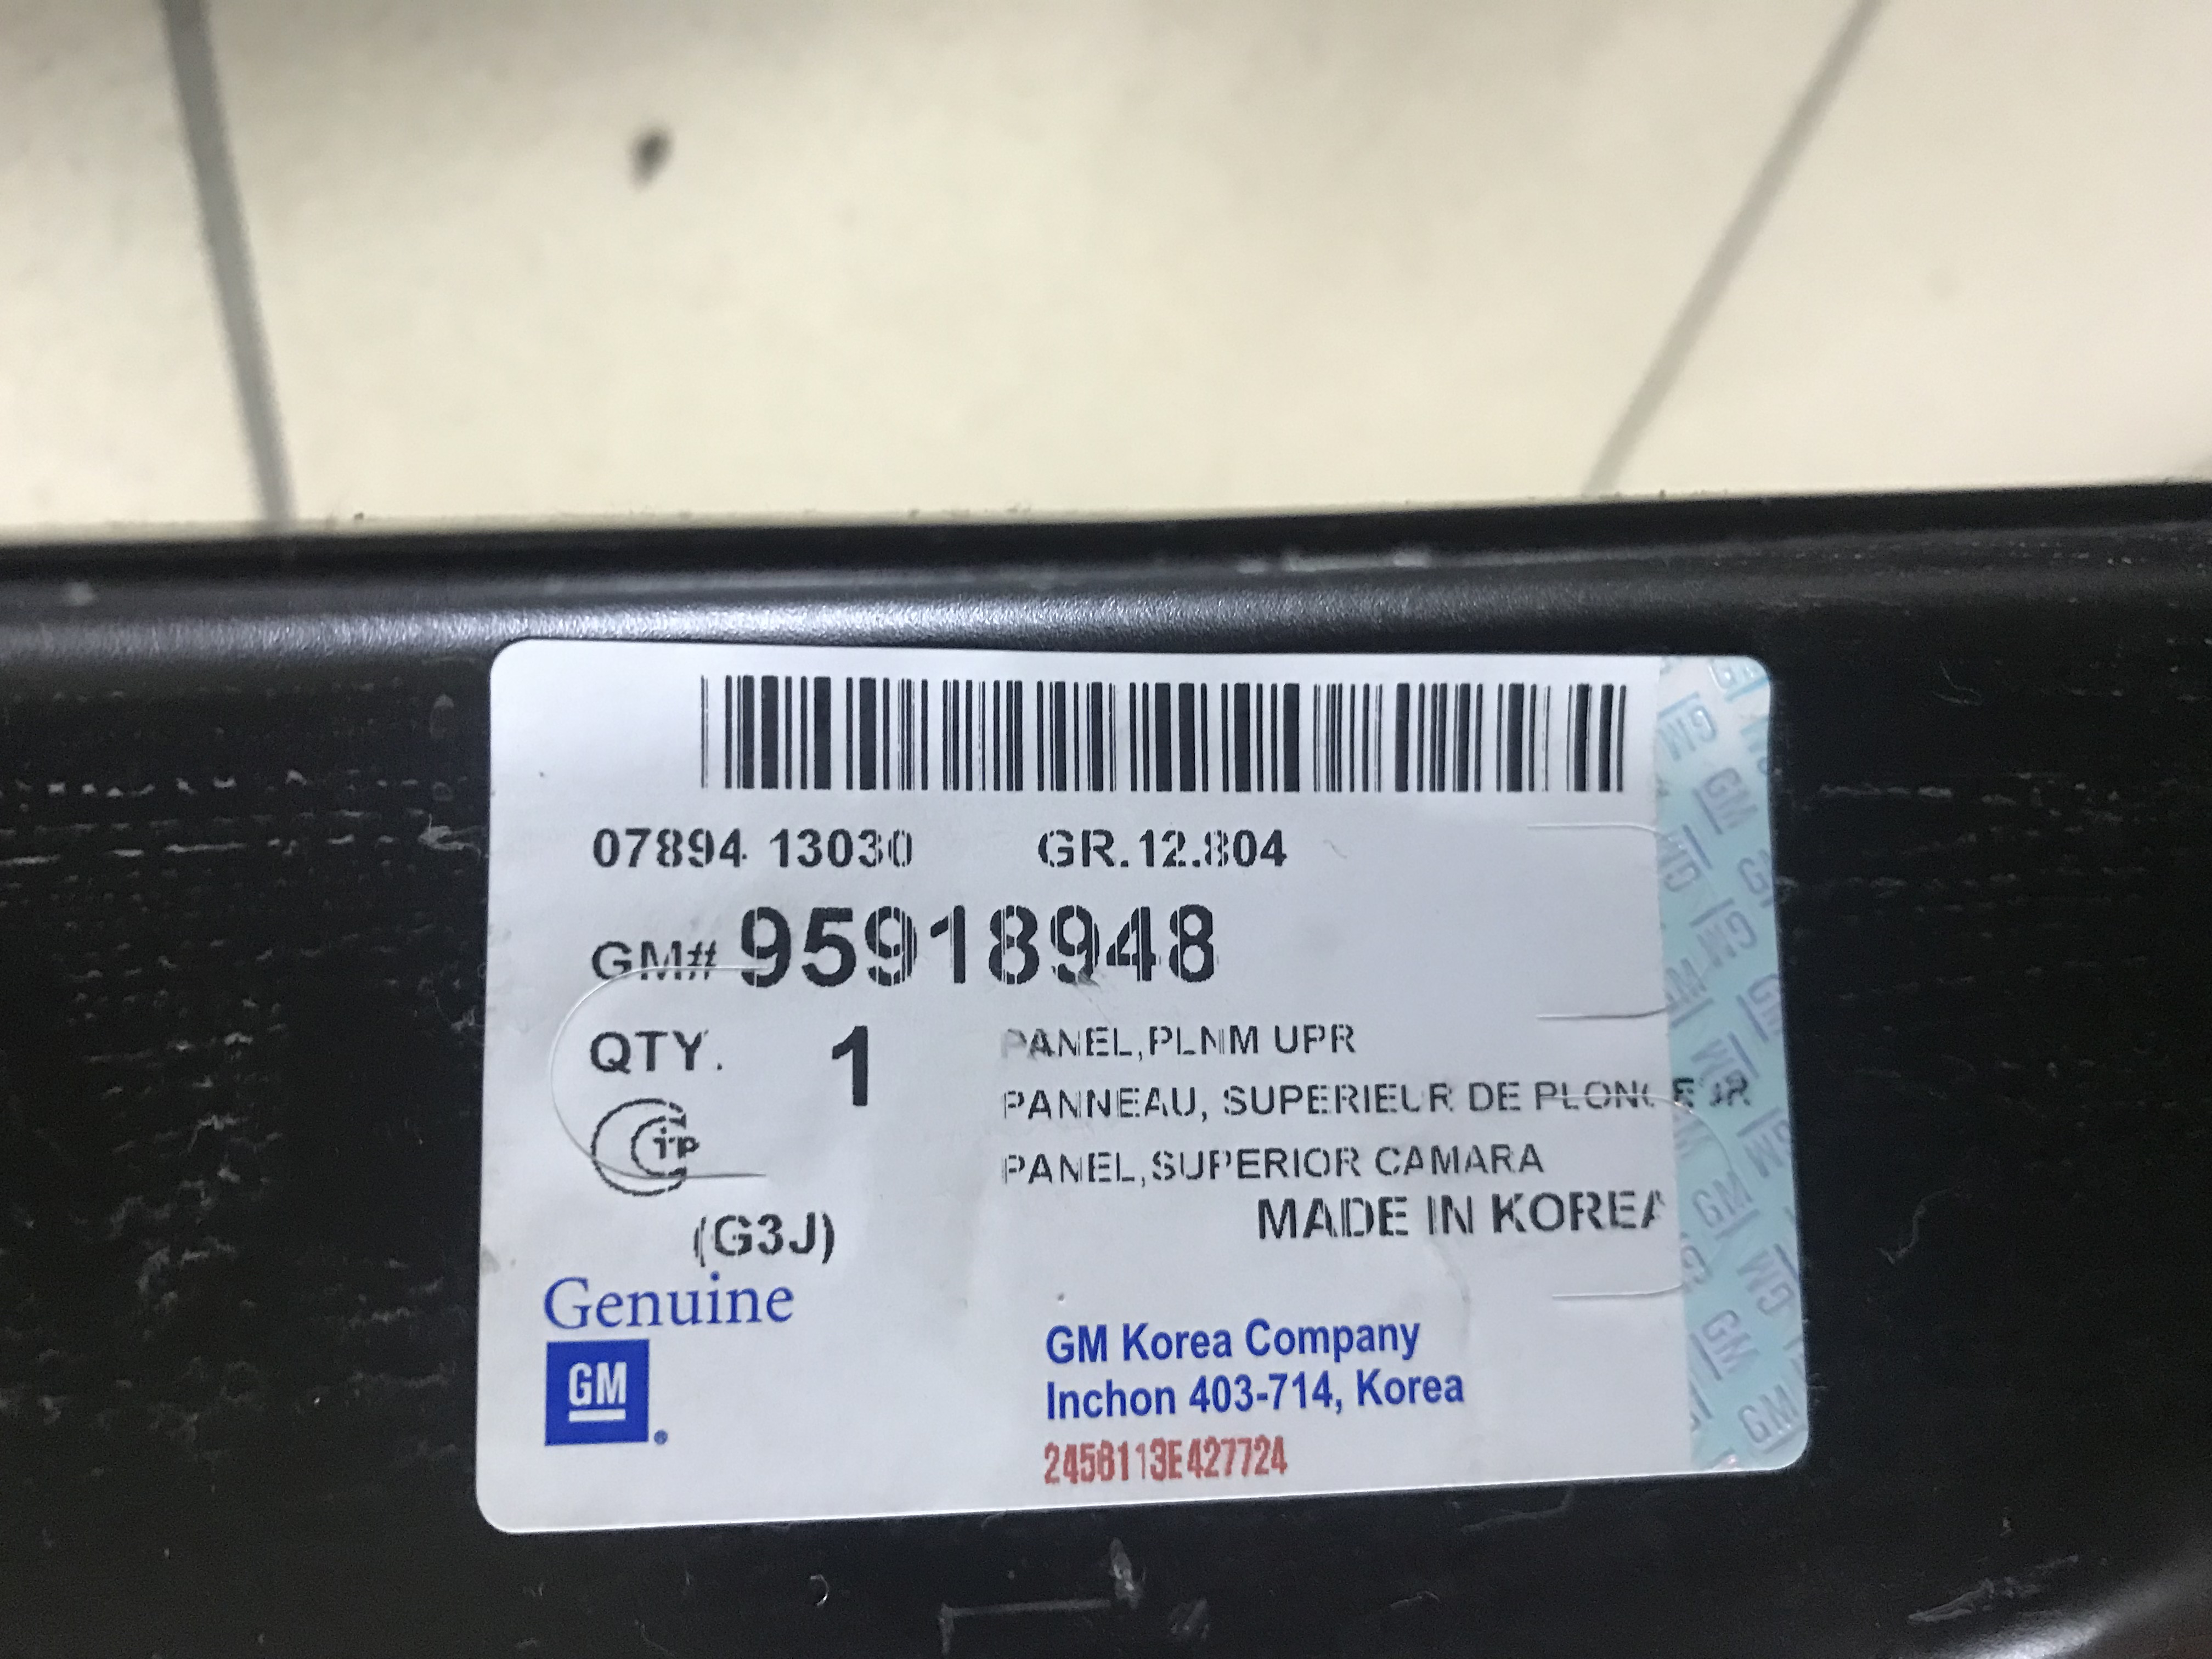 07894 13030 GR.12.804
GM# 95918948
QTY. 1
PANEL,PLNM UPR
PANNEAU, SUPERIEUR DE PLONGEUR
PANEL,SUPERIOR CAMARA
MADE IN KOREA
(G3J)
Genuine
GM
GM Korea Company
Inchon 403-714, Korea
2458113E427724